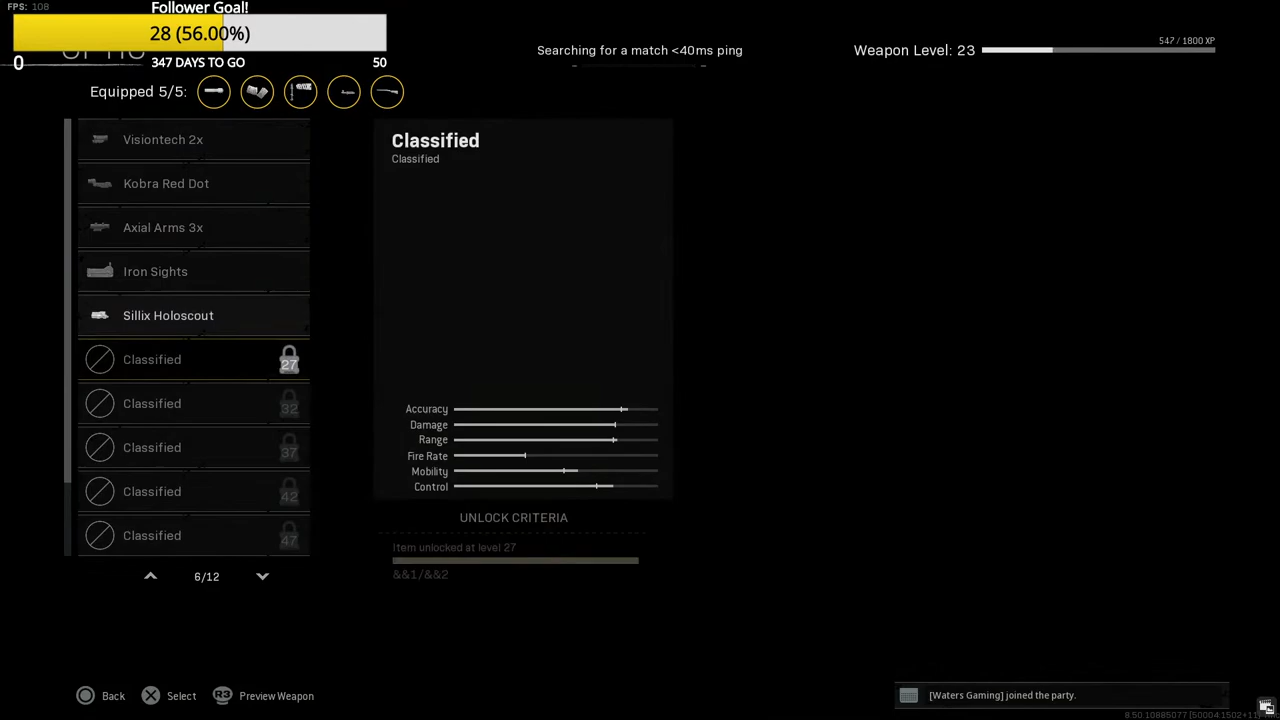 FPS: 108
Follower Goal!
28 (56.00%)
0
347 DAYS TO GO
50
Searching for a match <40ms ping
Weapon Level: 23
547 / 1800 XP
Equipped 5/5:
Visiontech 2x
Kobra Red Dot
Axial Arms 3x
Iron Sights
Sillix Holoscout
Classified 27
Classified 32
Classified 37
Classified 42
Classified 47
6/12
Classified
Classified
Accuracy
Damage
Range
Fire Rate
Mobility
Control
UNLOCK CRITERIA
Item unlocked at level 27
&&1/&&2
Back
Select
R3 Preview Weapon
[Waters Gaming] joined the party.